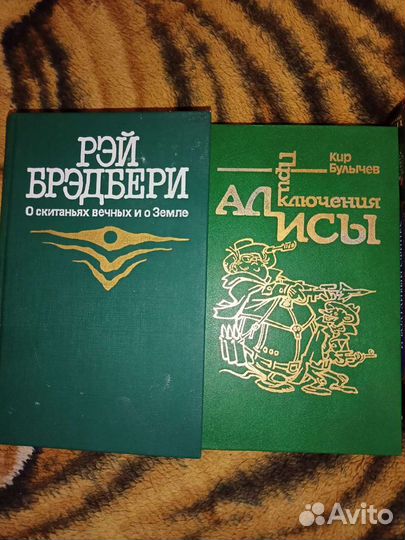 РЭЙ
БРЭДБЕРИ
О скитаньях вечных и о Земле
Кир
Булычев
При
ключения
АЛИСЫ
Avito